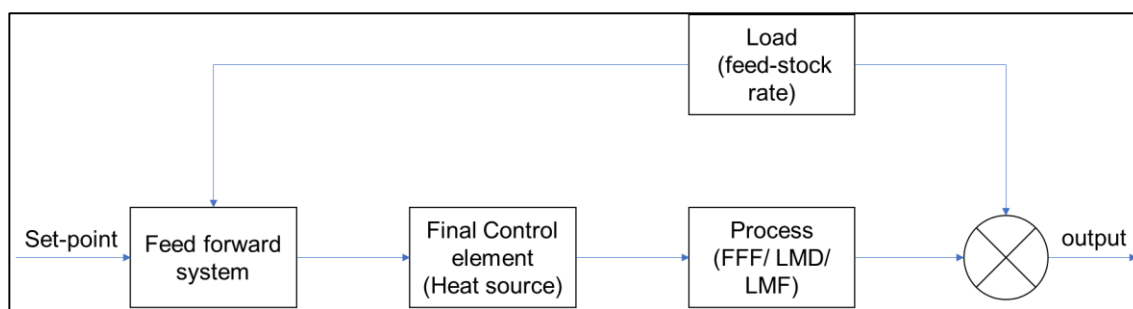 Load
(feed-stock
rate)
Set-point
Feed forward
system
Final Control
element
(Heat source)
Process
(FFF/ LMD/
LMF)
output